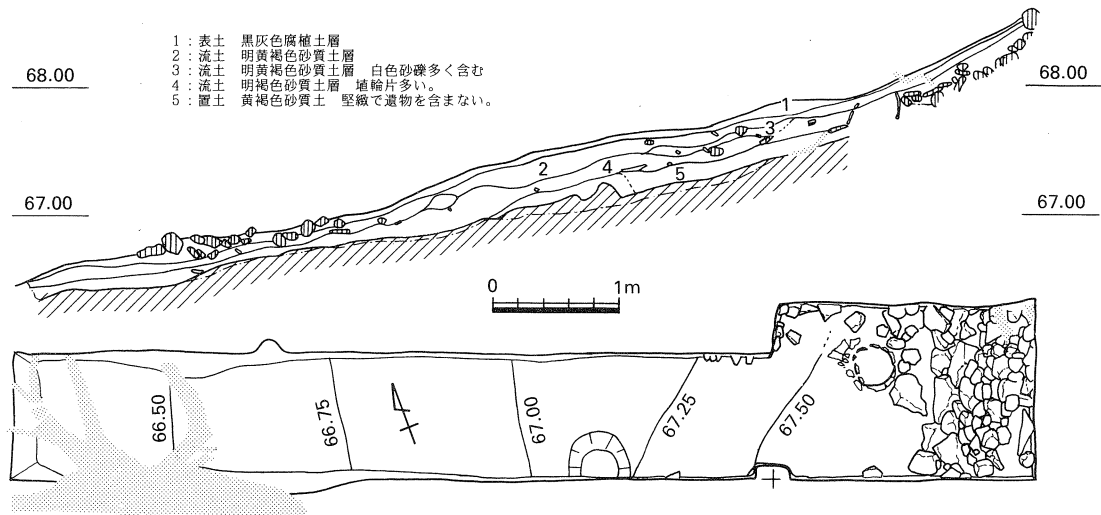 1：表土　黒灰色腐植土層
2：流土　明黄褐色砂質土層
3：流土　明黄褐色砂質土層　白色砂礫多く含む
4：流土　明褐色砂質土層　埴輪片多い。
5：置土　黄褐色砂質土　堅緻で遺物を含まない。
68.00
68.00
1
3
2
4
5
67.00
67.00
0 1m
66.50
66.75
67.00
67.25
67.50